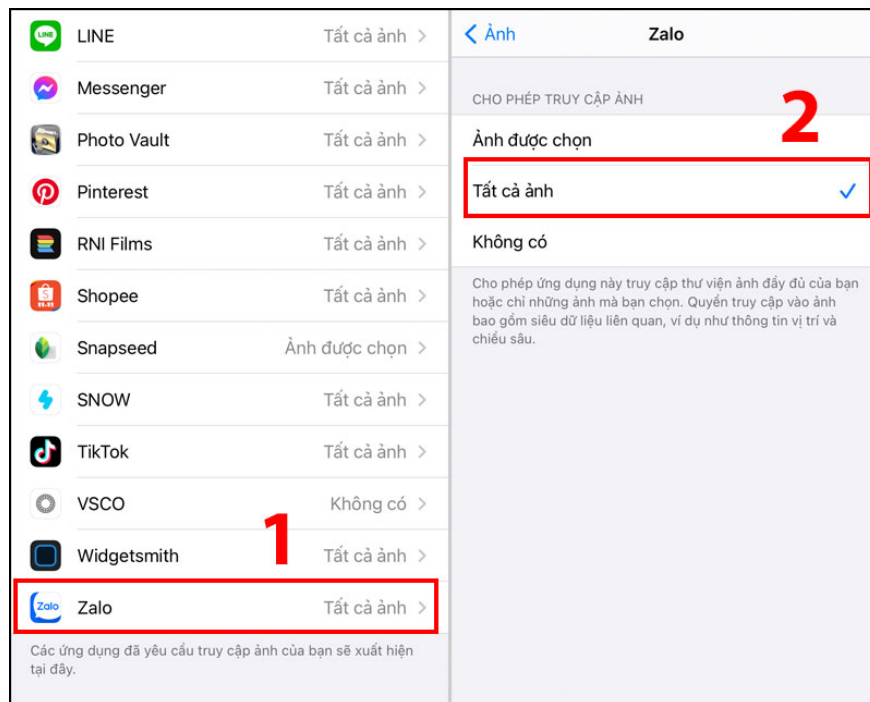 LINE Tất cả ảnh
Messenger Tất cả ảnh
Photo Vault Tất cả ảnh
Pinterest Tất cả ảnh
RNI Films Tất cả ảnh
Shopee Tất cả ảnh
Snapseed Ảnh được chọn
SNOW Tất cả ảnh
TikTok Tất cả ảnh
VSCO Không có
1
Widgetsmith Tất cả ảnh
Zalo Zalo Tất cả ảnh
Các ứng dụng đã yêu cầu truy cập ảnh của bạn sẽ xuất hiện
tại đây.
Ảnh Zalo
CHO PHÉP TRUY CẬP ẢNH
2
Ảnh được chọn
Tất cả ảnh
Không có
Cho phép ứng dụng này truy cập thư viện ảnh đầy đủ của bạn
hoặc chỉ những ảnh mà bạn chọn. Quyền truy cập vào ảnh
bao gồm siêu dữ liệu liên quan, ví dụ như thông tin vị trí và
chiều sâu.